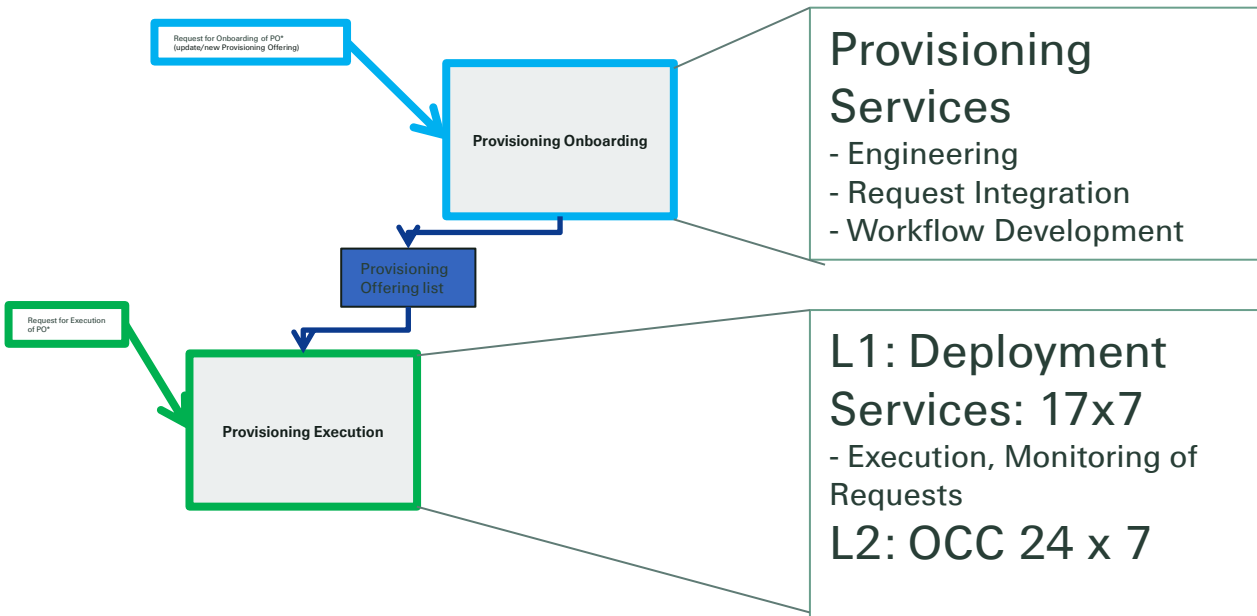 Request for Onboarding of PO*
(update/new Provisioning Offering)
Provisioning Onboarding
Provisioning
Services
- Engineering
- Request Integration
- Workflow Development
Provisioning
Offering list
Request for Execution
of PO*
Provisioning Execution
L1: Deployment
Services: 17x7
- Execution, Monitoring of
Requests
L2: OCC 24 x 7